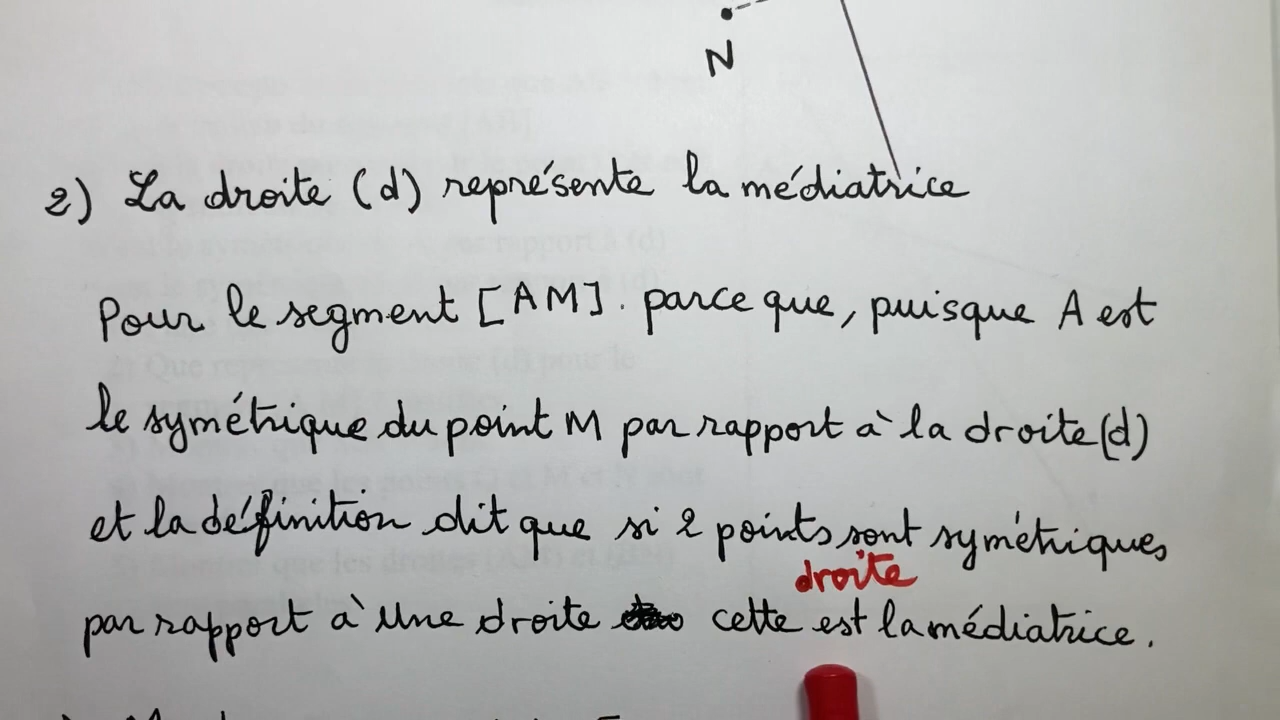 N
2) La droite (d) représente la médiatrice
Pour le segment [AM]. parce que, puisque A est
le symétrique du point M par rapport à la droite (d)
et la définition dit que si 2 points sont symétriques
droite
par rapport à une droite cette est la médiatrice.